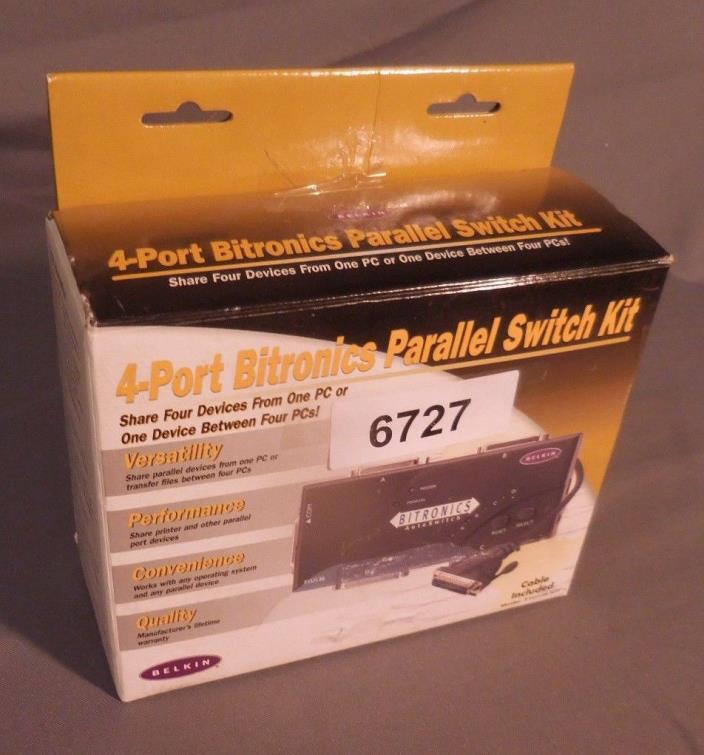 BELKIN
4-Port Bitronics Parallel Switch Kit
Share Four Devices From One PC or One Device Between Four PCs!
4-Port Bitronics Parallel Switch Kit
Share Four Devices From One PC or
One Device Between Four PCs!
6727
Versatility
Share parallel devices from one PC or
transfer files between four PCs
Performance
Share printer and other parallel
port devices
Convenience
Works with any operating system
and any parallel device
Quality
Manufacturer's lifetime
warranty
BELKIN
A
B
BELKIN
COM
BITRONICS
AutoSwitch
C
D
RESET
SELECT
Cable
Included